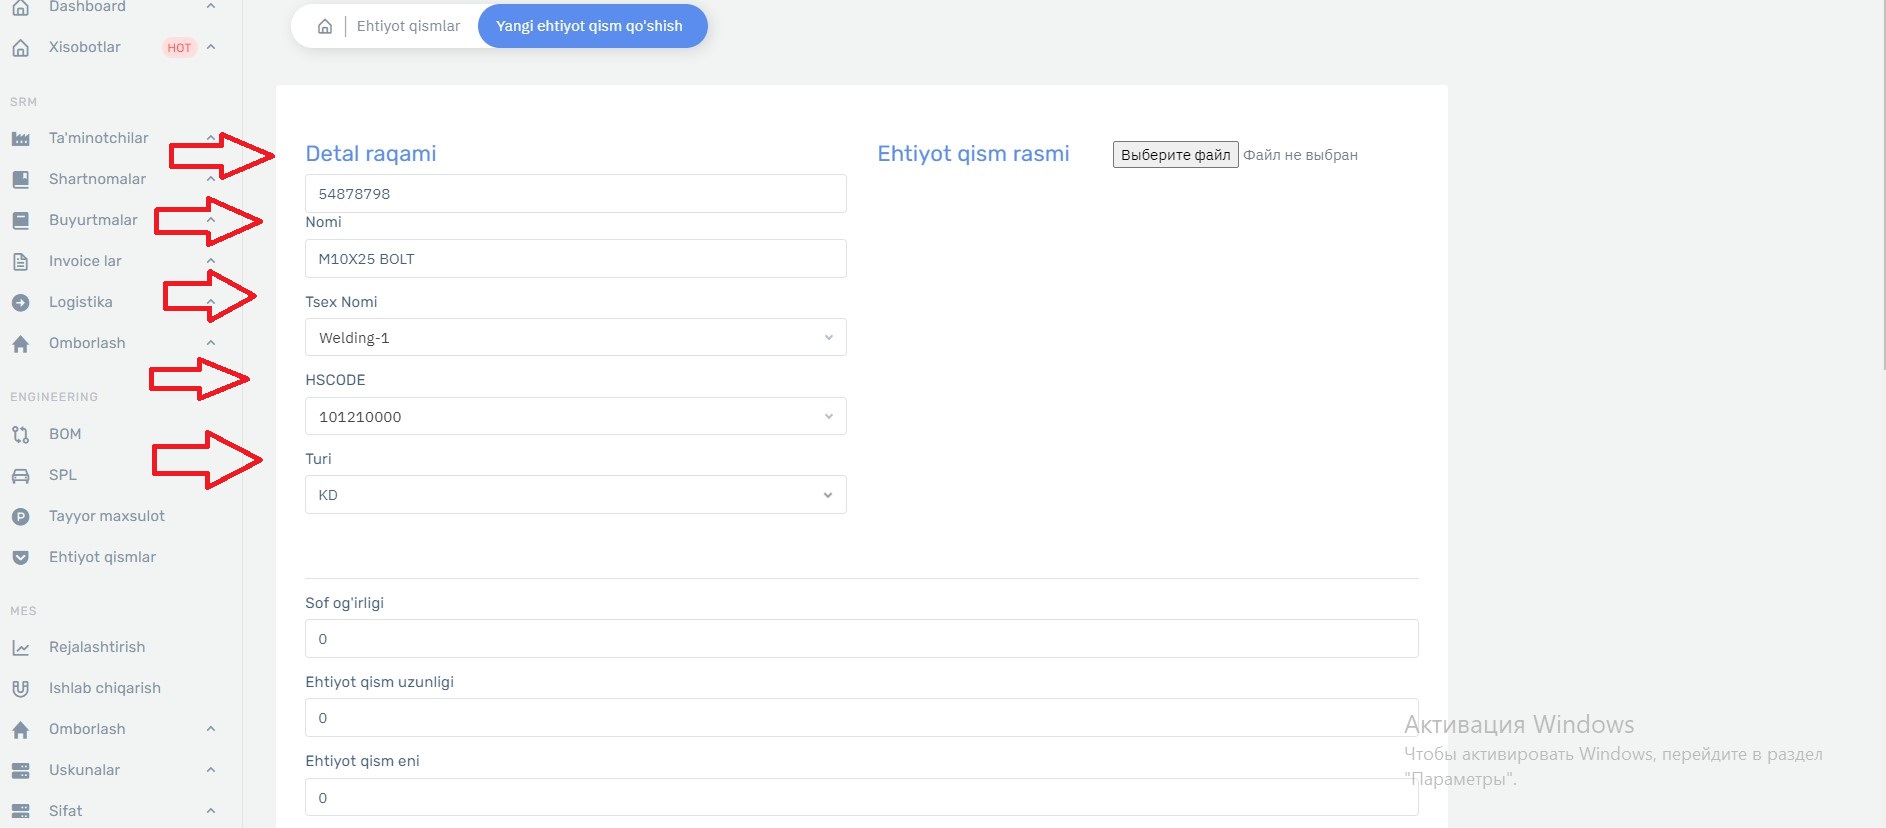 Dashboard
Xisobotlar HOT
SRM
Ta'minotchilar
Shartnomalar
Buyurtmalar
Invoice lar
Logistika
Omborlash
ENGINEERING
BOM
SPL
Tayyor maxsulot
Ehtiyot qismlar
MES
Rejalashtirish
Ishlab chiqarish
Omborlash
Uskunalar
Sifat
Ehtiyot qismlar
Yangi ehtiyot qism qo'shish
Detal raqami
54878798
Nomi
M10X25 BOLT
Tsex Nomi
Welding-1
HSCODE
101210000
Turi
KD
Ehtiyot qism rasmi
Выберите файл Файл не выбран
Sof og'irligi
0
Ehtiyot qism uzunligi
0
Ehtiyot qism eni
0
Активация Windows
Чтобы активировать Windows, перейдите в раздел
"Параметры".